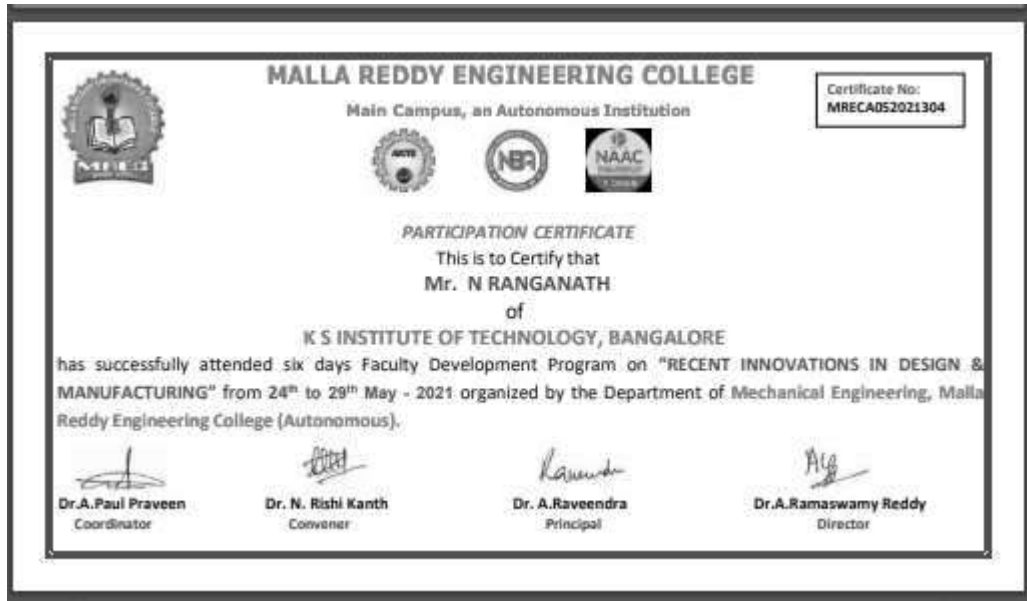 MALLA REDDY ENGINEERING COLLEGE
Main Campus, an Autonomous Institution
Certificate No:
MRECA052021304
MREC
AICTE
NBA
NAAC
PARTICIPATION CERTIFICATE
This is to Certify that
Mr. N RANGANATH
of
K S INSTITUTE OF TECHNOLOGY, BANGALORE
has successfully attended six days Faculty Development Program on "RECENT INNOVATIONS IN DESIGN &
MANUFACTURING" from 24th to 29th May - 2021 organized by the Department of Mechanical Engineering, Malla
Reddy Engineering College (Autonomous).
Dr.A.Paul Praveen
Coordinator
Dr. N. Rishi Kanth
Convener
Dr. A.Raveendra
Principal
Dr.A.Ramaswamy Reddy
Director